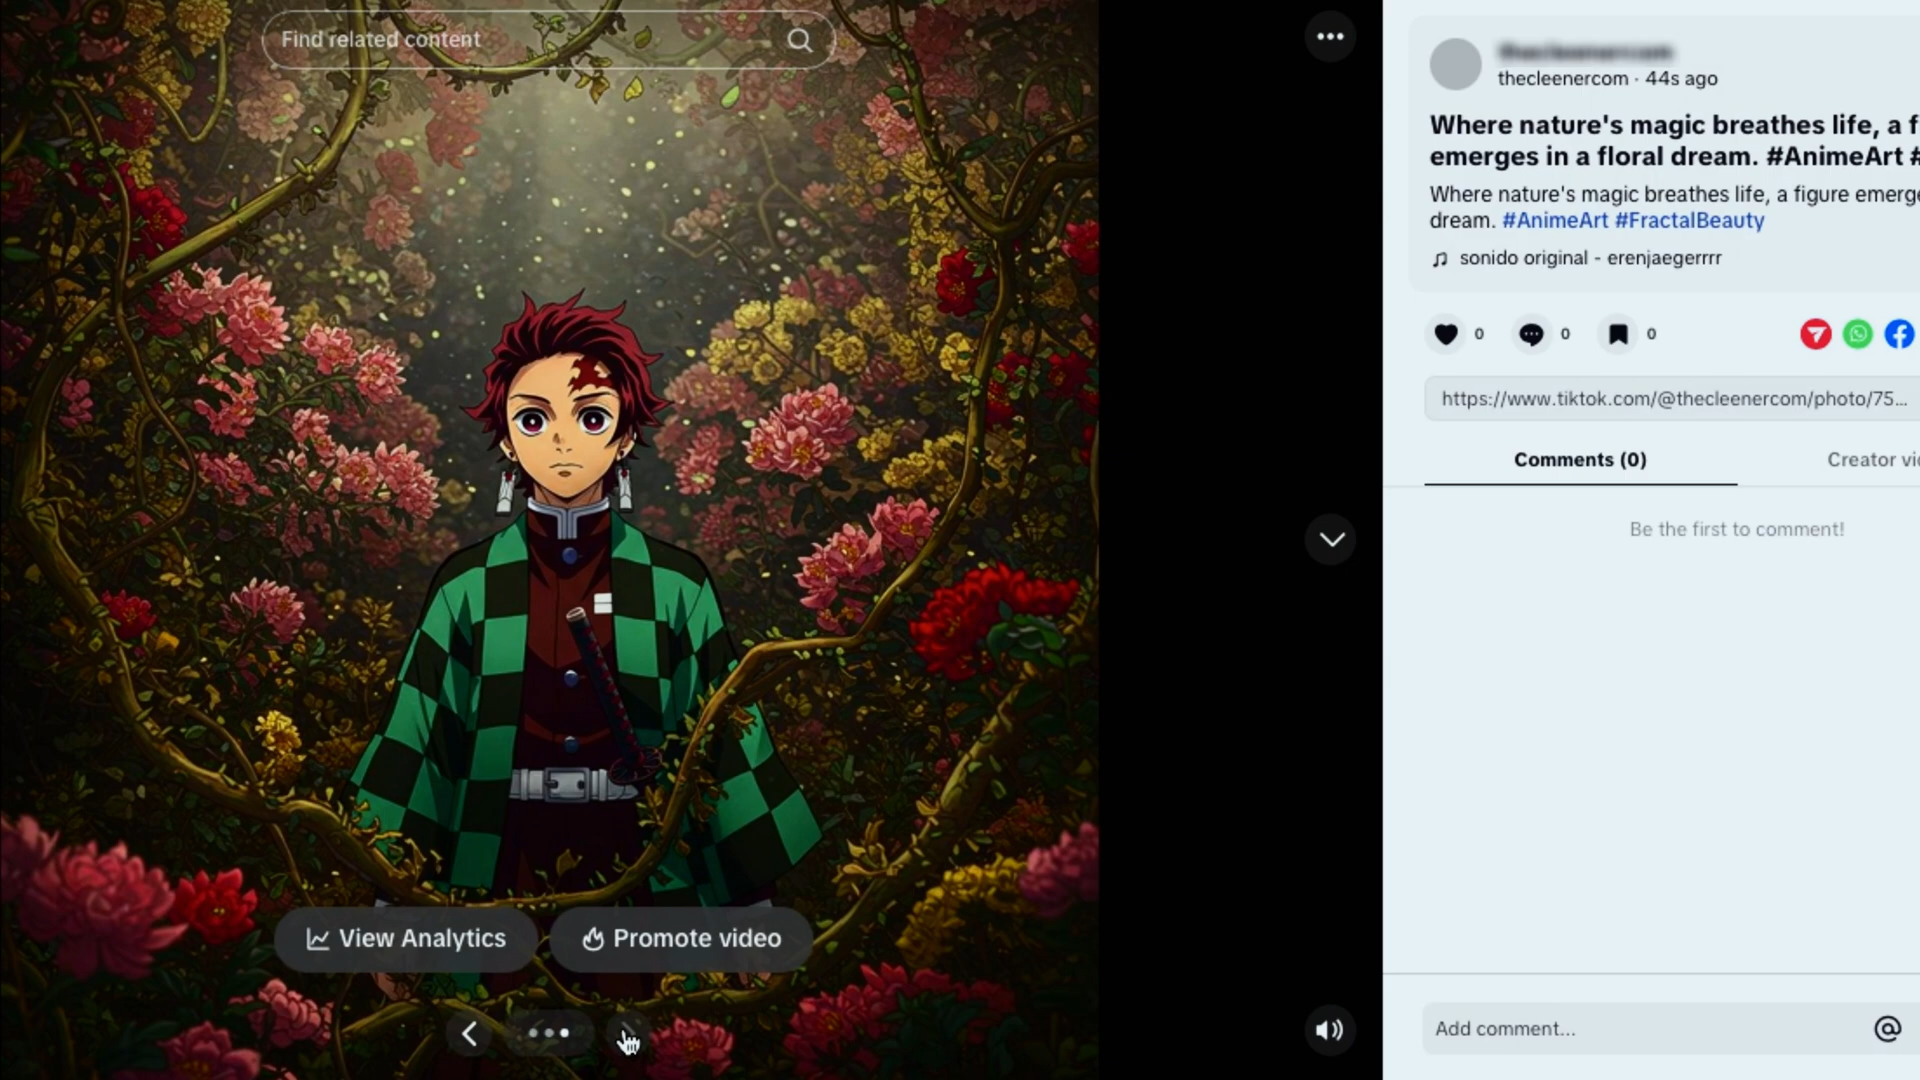 Find related content
thecleenercom · 44s ago
Where nature's magic breathes life, a f
emerges in a floral dream. #AnimeArt #
Where nature's magic breathes life, a figure emerge
dream. #AnimeArt #FractalBeauty
sonido original - erenjaegerrrr
0
0
0
https://www.tiktok.com/@thecleenercom/photo/75...
Comments (0)
Creator vi
Be the first to comment!
View Analytics
Promote video
Add comment...
@